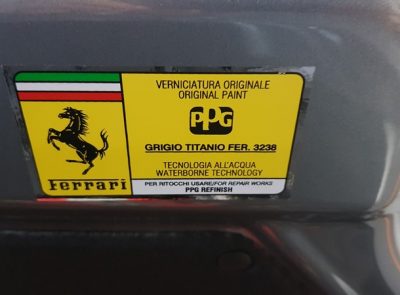 VERNICIATURA ORIGINALE
ORIGINAL PAINT
PPG
GRIGIO TITANIO FER. 3238
TECNOLOGIA ALL'ACQUA
WATERBORNE TECHNOLOGY
Ferrari
PER RITOCCHI USARE/FOR REPAIR WORKS
PPG REFINISH